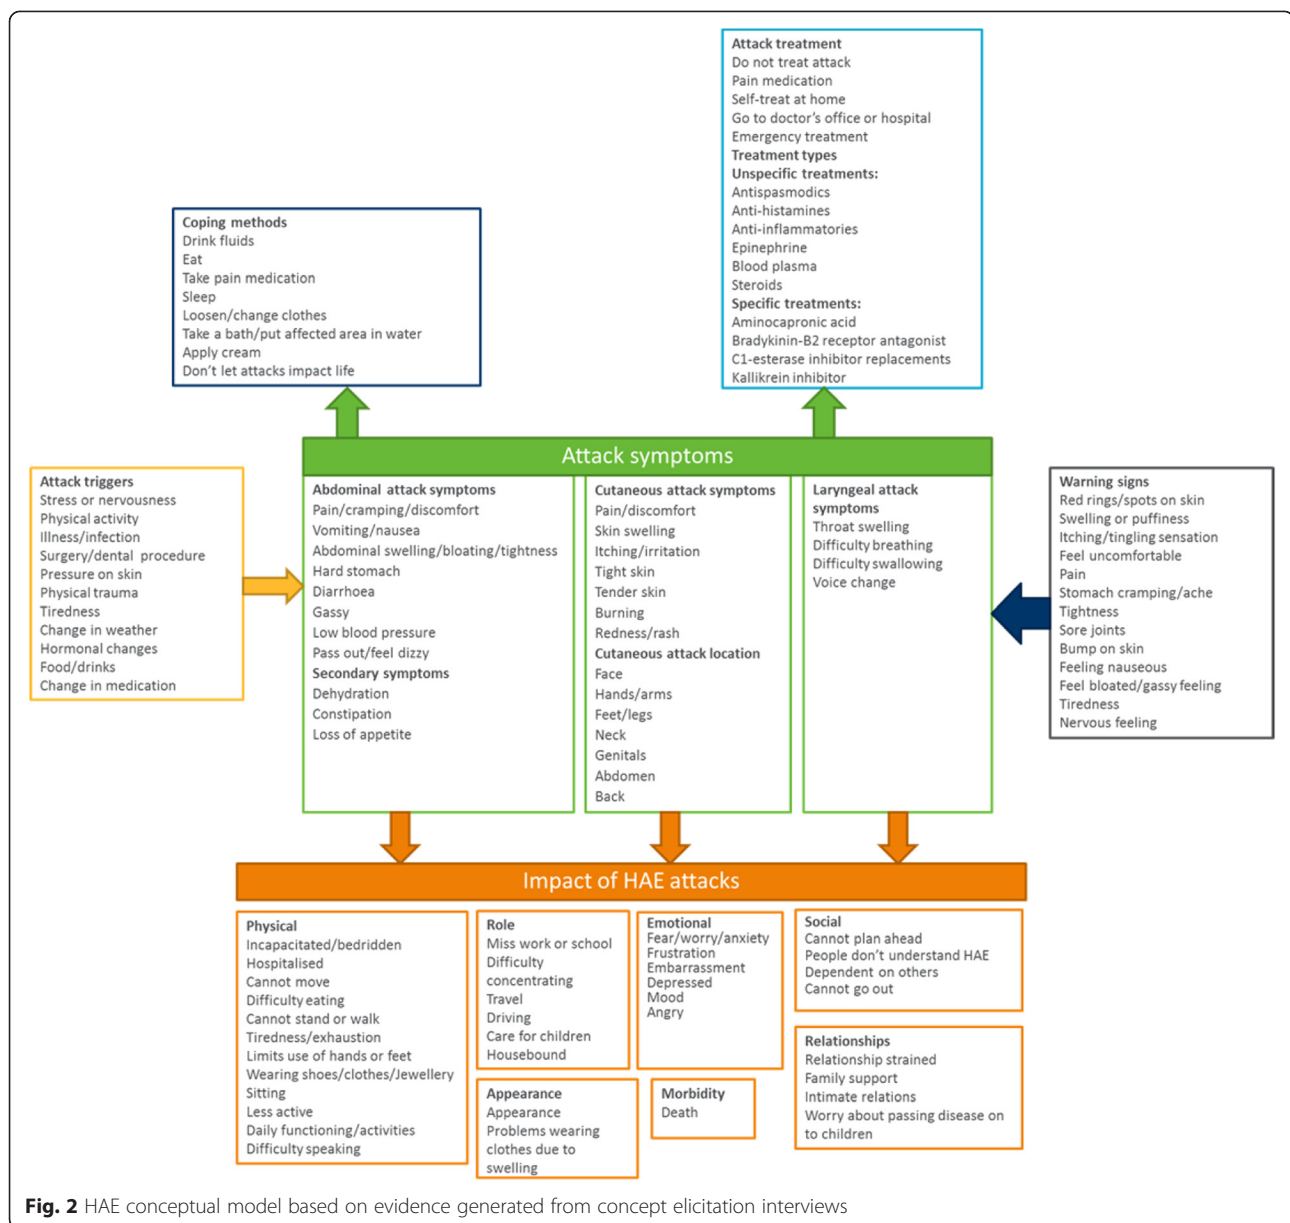 Attack treatment
Do not treat attack
Pain medication
Self-treat at home
Go to doctor's office or hospital
Emergency treatment
Treatment types
Unspecific treatments:
Antispasmodics
Anti-histamines
Anti-inflammatories
Epinephrine
Blood plasma
Steroids
Specific treatments:
Aminocapronic acid
Bradykinin-B2 receptor antagonist
C1-esterase inhibitor replacements
Kallikrein inhibitor
Coping methods
Drink fluids
Eat
Take pain medication
Sleep
Loosen/change clothes
Take a bath/put affected area in water
Apply cream
Don't let attacks impact life
Attack symptoms
Attack triggers
Stress or nervousness
Physical activity
Illness/infection
Surgery/dental procedure
Pressure on skin
Physical trauma
Tiredness
Change in weather
Hormonal changes
Food/drinks
Change in medication
Abdominal attack symptoms
Pain/cramping/discomfort
Vomiting/nausea
Abdominal swelling/bloating/tightness
Hard stomach
Diarrhoea
Gassy
Low blood pressure
Pass out/feel dizzy
Secondary symptoms
Dehydration
Constipation
Loss of appetite
Cutaneous attack symptoms
Pain/discomfort
Skin swelling
Itching/irritation
Tight skin
Tender skin
Burning
Redness/rash
Cutaneous attack location
Face
Hands/arms
Feet/legs
Neck
Genitals
Abdomen
Back
Laryngeal attack
symptoms
Throat swelling
Difficulty breathing
Difficulty swallowing
Voice change
Warning signs
Red rings/spots on skin
Swelling or puffiness
Itching/tingling sensation
Feel uncomfortable
Pain
Stomach cramping/ache
Tightness
Sore joints
Bump on skin
Feeling nauseous
Feel bloated/gassy feeling
Tiredness
Nervous feeling
Impact of HAE attacks
Physical
Incapacitated/bedridden
Hospitalised
Cannot move
Difficulty eating
Cannot stand or walk
Tiredness/exhaustion
Limits use of hands or feet
Wearing shoes/clothes/Jewellery
Sitting
Less active
Daily functioning/activities
Difficulty speaking
Role
Miss work or school
Difficulty
concentrating
Travel
Driving
Care for children
Housebound
Appearance
Appearance
Problems wearing
clothes due to
swelling
Emotional
Fear/worry/anxiety
Frustration
Embarrassment
Depressed
Mood
Angry
Morbidity
Death
Social
Cannot plan ahead
People don't understand HAE
Dependent on others
Cannot go out
Relationships
Relationship strained
Family support
Intimate relations
Worry about passing disease on
to children
Fig. 2 HAE conceptual model based on evidence generated from concept elicitation interviews